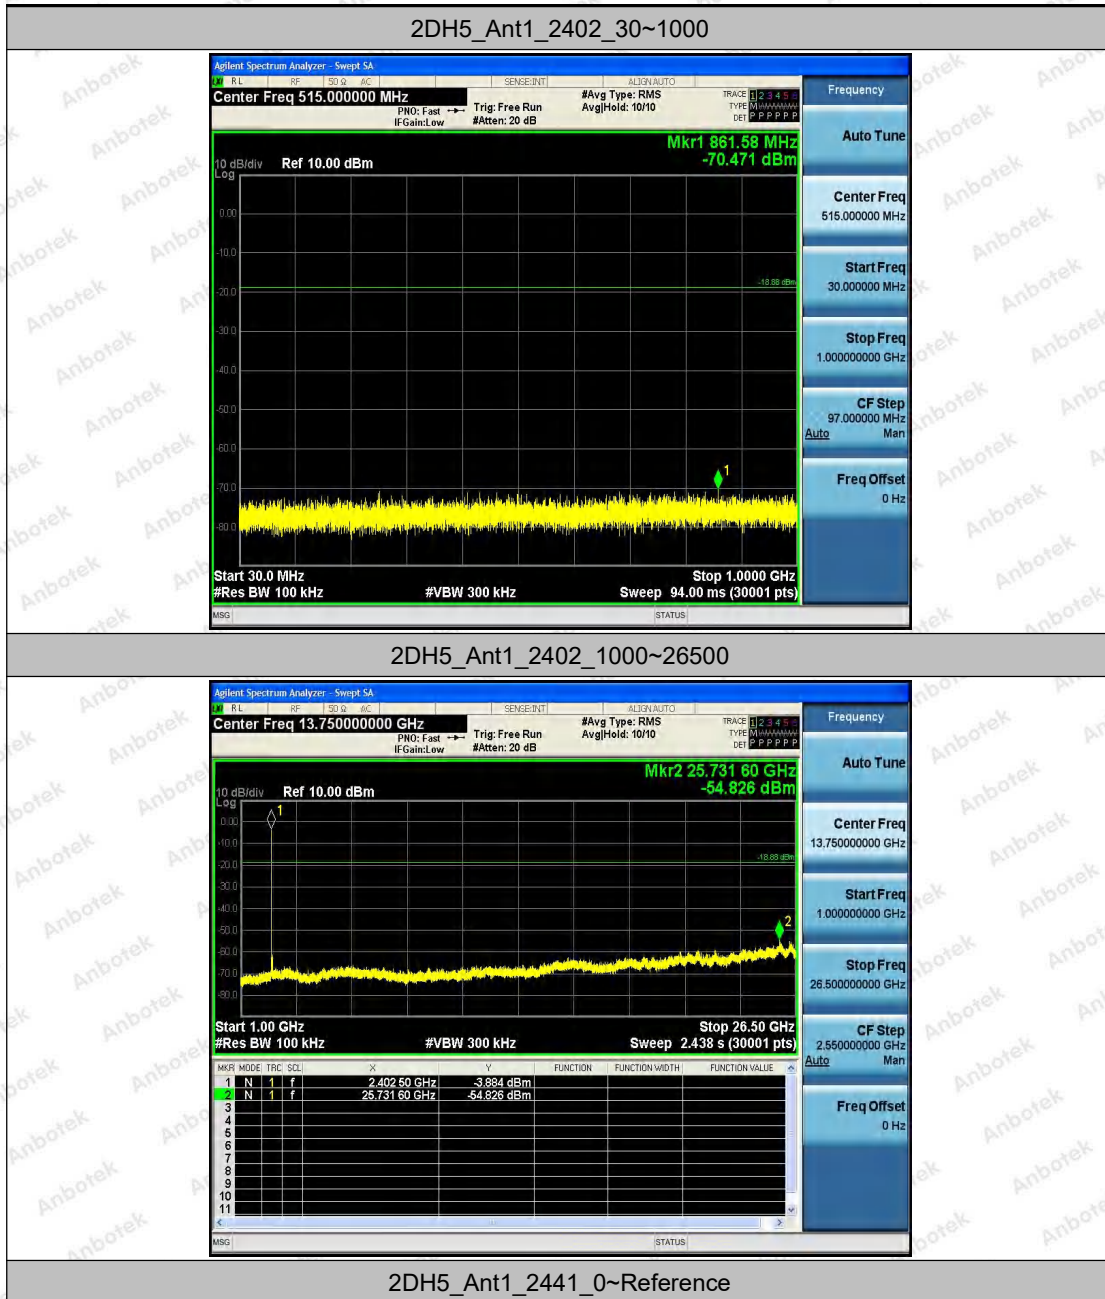 2DH5_Ant1_2402_30~1000
Agilent Spectrum Analyzer - Swept SA
RL RF 50 Ω AC SENSE:INT ALIGN AUTO
Center Freq 515.000000 MHz
PNO: Fast
IFGain:Low
Trig: Free Run
#Atten: 20 dB
#Avg Type: RMS
Avg|Hold: 10/10
TRACE 1 2 3 4 5 6
TYPE M
DET P P P P P P
Mkr1 861.58 MHz
-70.471 dBm
10 dB/div Ref 10.00 dBm
Log
0.00
-10.0
-20.0
-30.0
-40.0
-50.0
-60.0
-70.0
-80.0
-18.88 dBm
1
Start 30.0 MHz Stop 1.0000 GHz
#Res BW 100 kHz #VBW 300 kHz Sweep 94.00 ms (30001 pts)
MSG STATUS
Frequency
Auto Tune
Center Freq
515.000000 MHz
Start Freq
30.000000 MHz
Stop Freq
1.000000000 GHz
CF Step
97.000000 MHz
Auto Man
Freq Offset
0 Hz
2DH5_Ant1_2402_1000~26500
Agilent Spectrum Analyzer - Swept SA
RL RF 50 Ω AC SENSE:INT ALIGN AUTO
Center Freq 13.750000000 GHz
PNO: Fast
IFGain:Low
Trig: Free Run
#Atten: 20 dB
#Avg Type: RMS
Avg|Hold: 10/10
TRACE 1 2 3 4 5 6
TYPE M
DET P P P P P P
Mkr2 25.731 60 GHz
-54.826 dBm
10 dB/div Ref 10.00 dBm
Log
0.00
-10.0
-20.0
-30.0
-40.0
-50.0
-60.0
-70.0
-80.0
-18.88 dBm
1
2
Start 1.00 GHz Stop 26.50 GHz
#Res BW 100 kHz #VBW 300 kHz Sweep 2.438 s (30001 pts)
MKR MODE TRC SCL X Y FUNCTION FUNCTION WIDTH FUNCTION VALUE
1 N 1 f 2.402 50 GHz -3.884 dBm
2 N 1 f 25.731 60 GHz -54.826 dBm
3
4
5
6
7
8
9
10
11
MSG STATUS
Frequency
Auto Tune
Center Freq
13.750000000 GHz
Start Freq
1.000000000 GHz
Stop Freq
26.500000000 GHz
CF Step
2.550000000 GHz
Auto Man
Freq Offset
0 Hz
2DH5_Ant1_2441_0~Reference